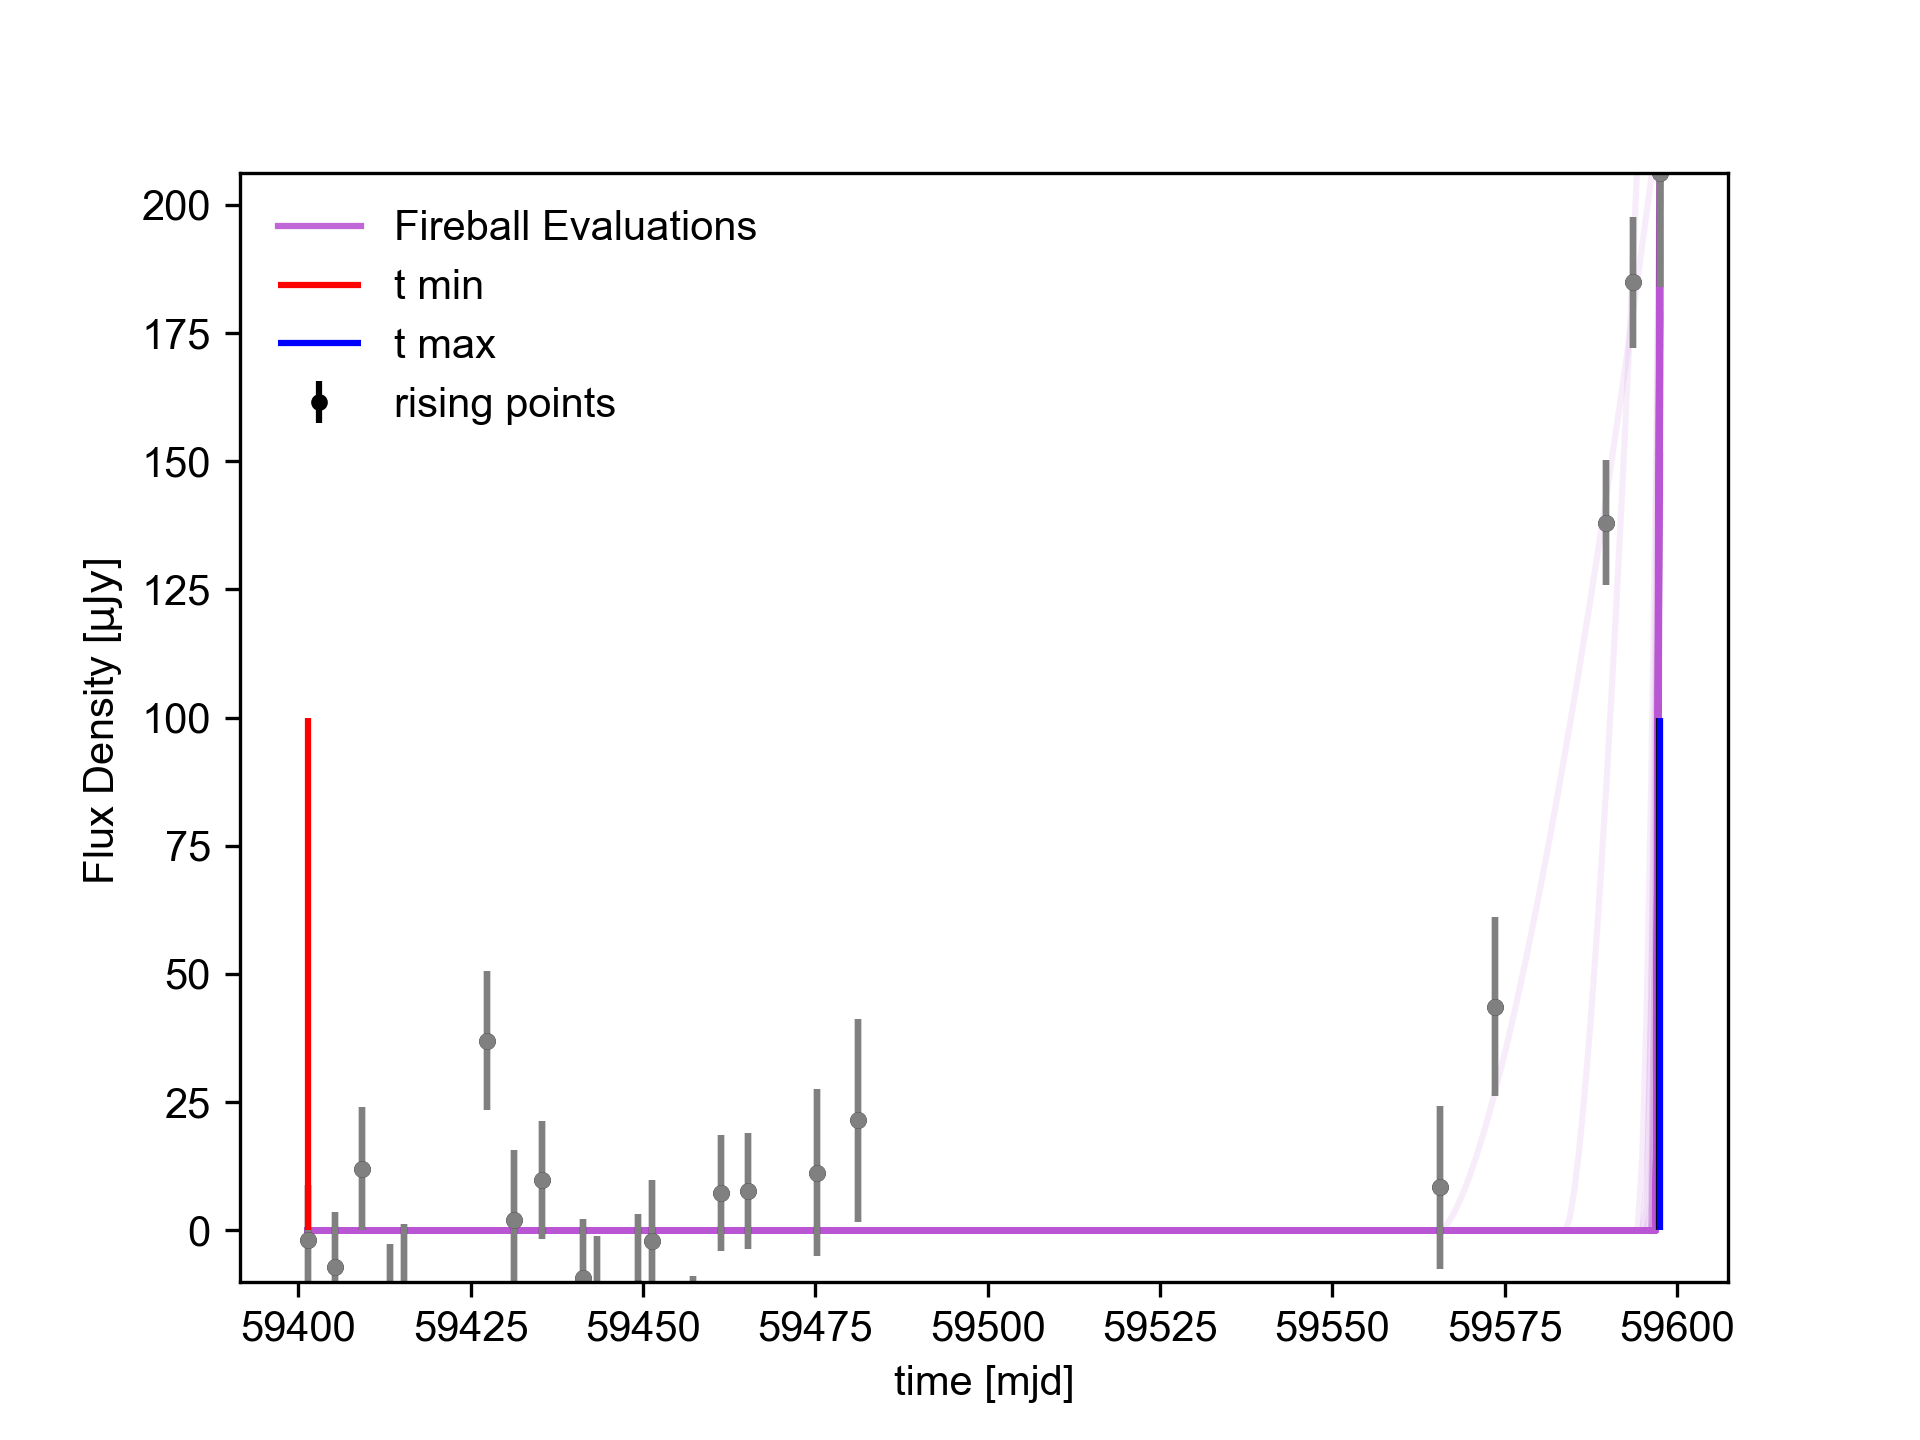 Fireball Evaluations
t min
t max
rising points
Flux Density [µJy]
200
175
150
125
100
75
50
25
0
59400 59425 59450 59475 59500 59525 59550 59575 59600
time [mjd]